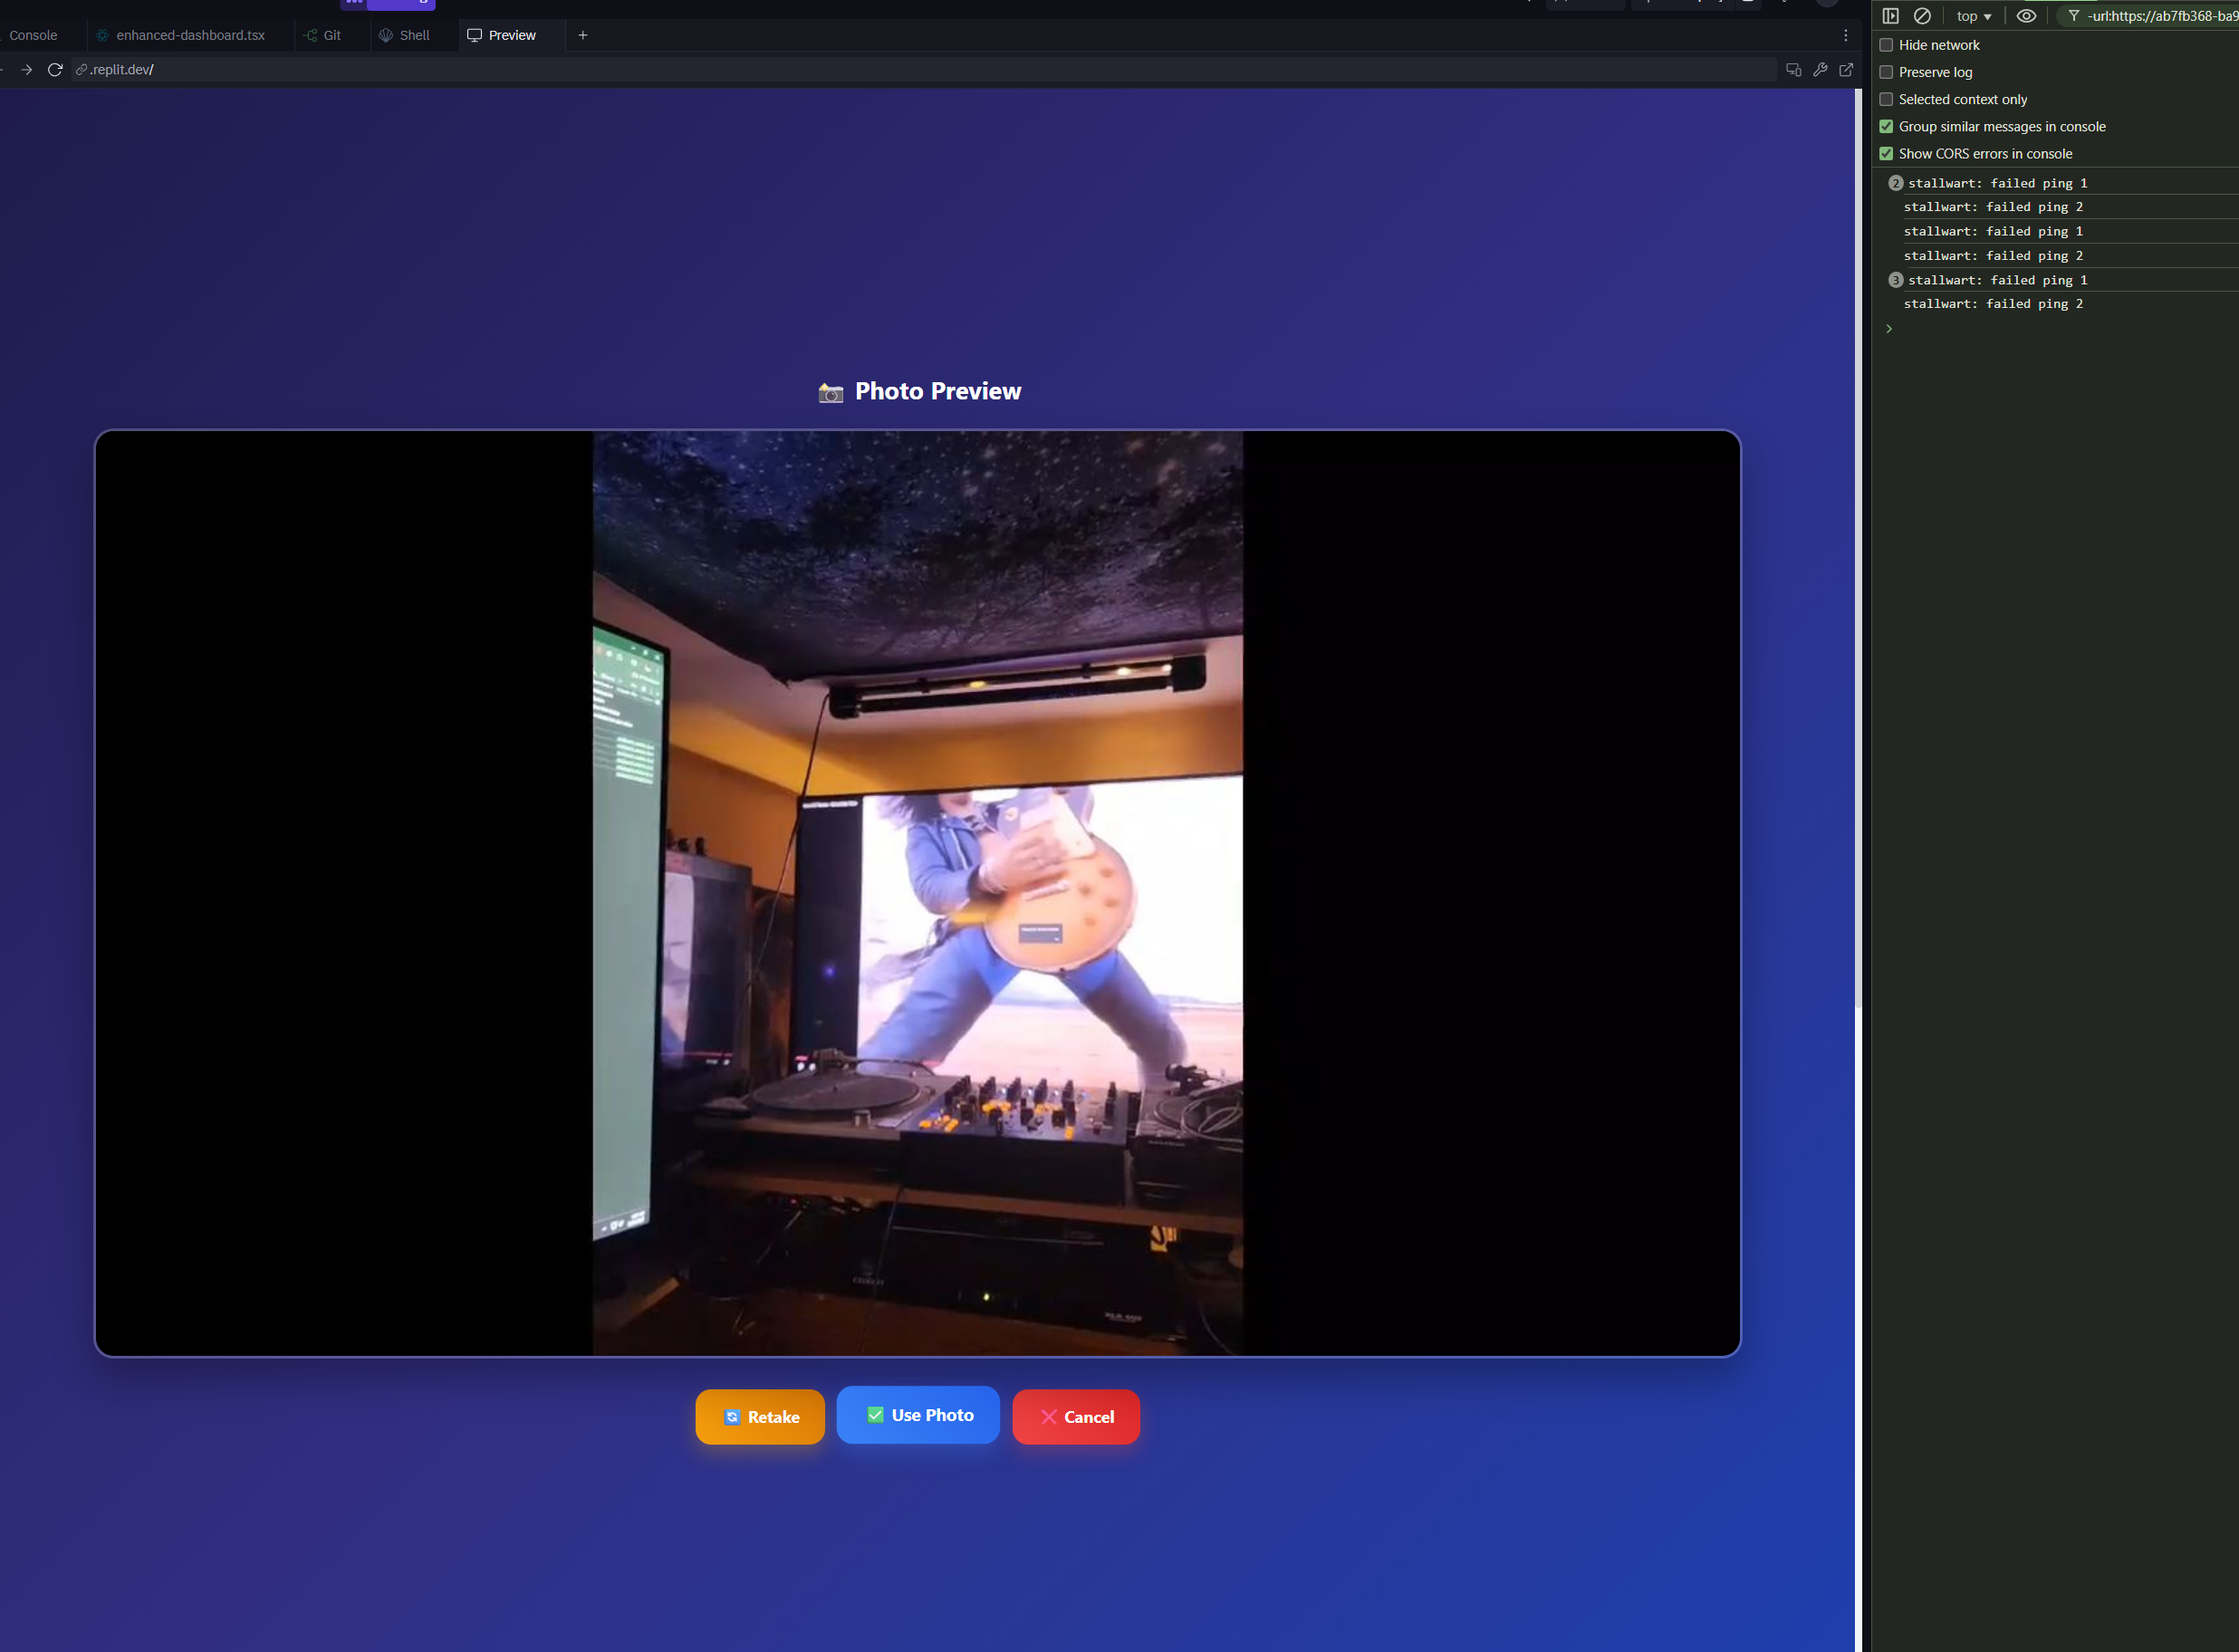 Console
enhanced-dashboard.tsx
Git
Shell
Preview
.replit.dev/
top
-url:https://ab7fb368-ba9
Hide network
Preserve log
Selected context only
Group similar messages in console
Show CORS errors in console
2 stallwart: failed ping 1
stallwart: failed ping 2
stallwart: failed ping 1
stallwart: failed ping 2
3 stallwart: failed ping 1
stallwart: failed ping 2
Photo Preview
Retake
Use Photo
Cancel